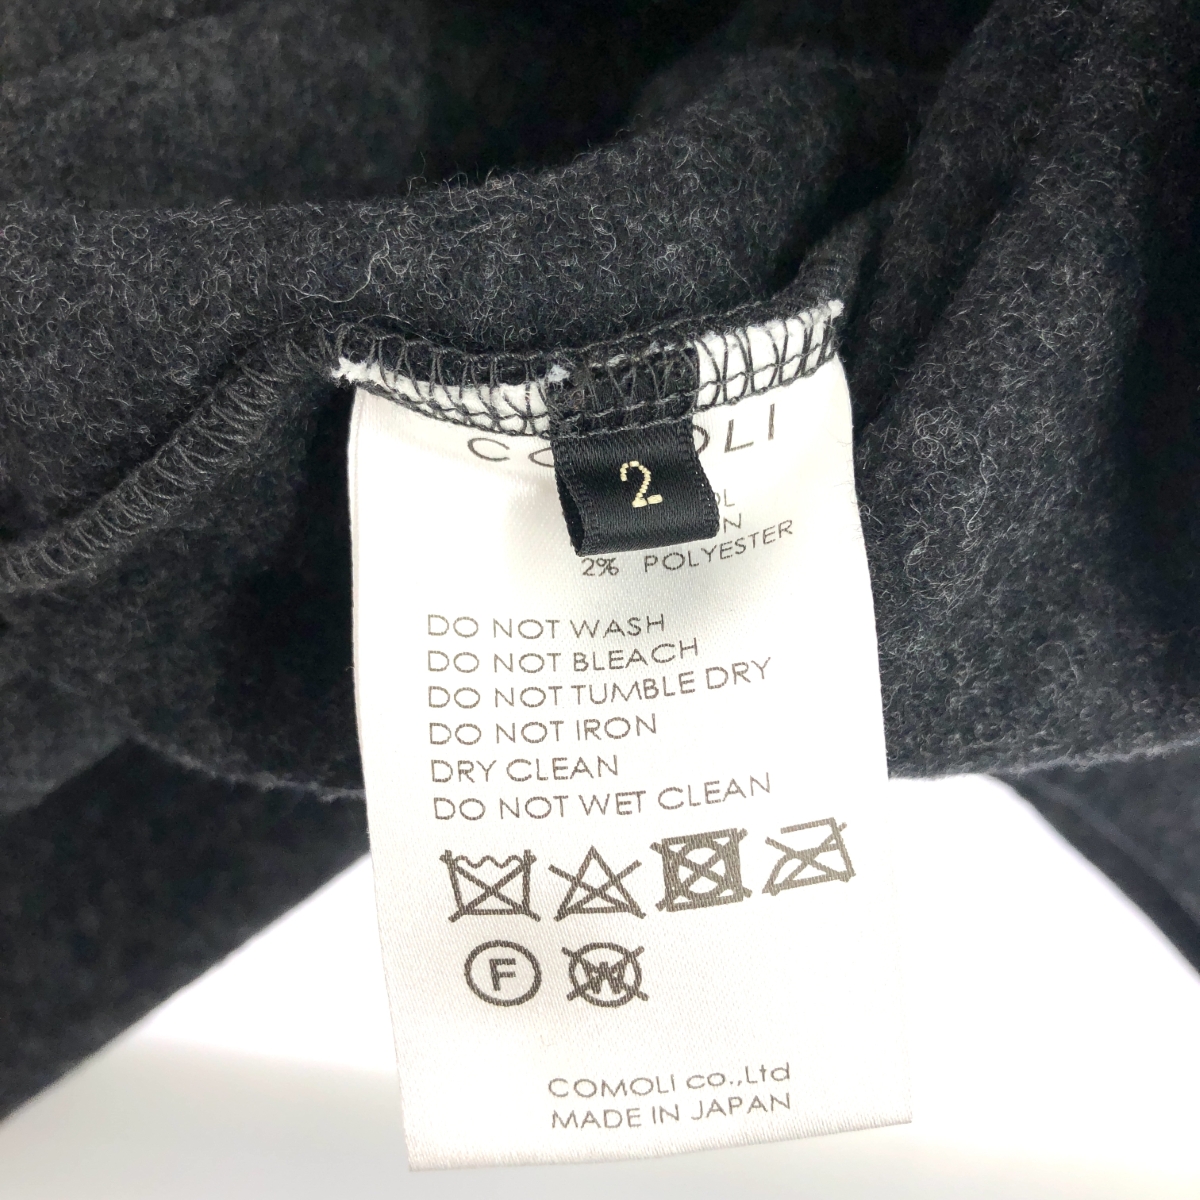 2
2% POLYESTER
DO NOT WASH
DO NOT BLEACH
DO NOT TUMBLE DRY
DO NOT IRON
DRY CLEAN
DO NOT WET CLEAN
F
W
COMOLI co.,Ltd
MADE IN JAPAN